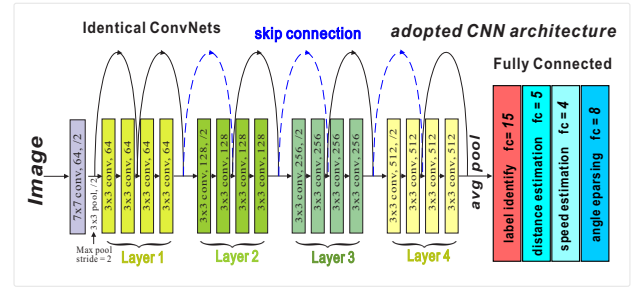 Identical ConvNets
skip connection
adopted CNN architecture
Fully Connected
Image
7x7 conv, 64, /2
3x3 pool, /2
3x3 conv, 64
3x3 conv, 64
3x3 conv, 64
3x3 conv, 64
3x3 conv, 128, /2
3x3 conv, 128
3x3 conv, 128
3x3 conv, 128
3x3 conv, 256, /2
3x3 conv, 256
3x3 conv, 256
3x3 conv, 256
3x3 conv, 512, /2
3x3 conv, 512
3x3 conv, 512
3x3 conv, 512
avg pool
label identify fc= 15
distance estimation fc= 5
speed estimation fc= 4
angle eparsing fc= 8
Max pool
stride = 2
Layer 1
Layer 2
Layer 3
Layer 4